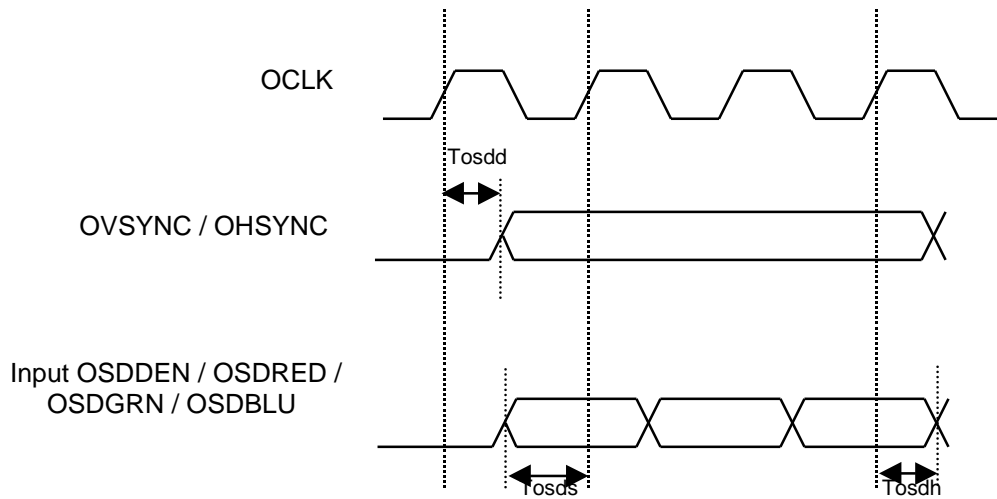 OCLK
Tosdd
OVSYNC / OHSYNC
Input OSDDEN / OSDRED /
OSDGRN / OSDBLU
Tosds
Tosdh